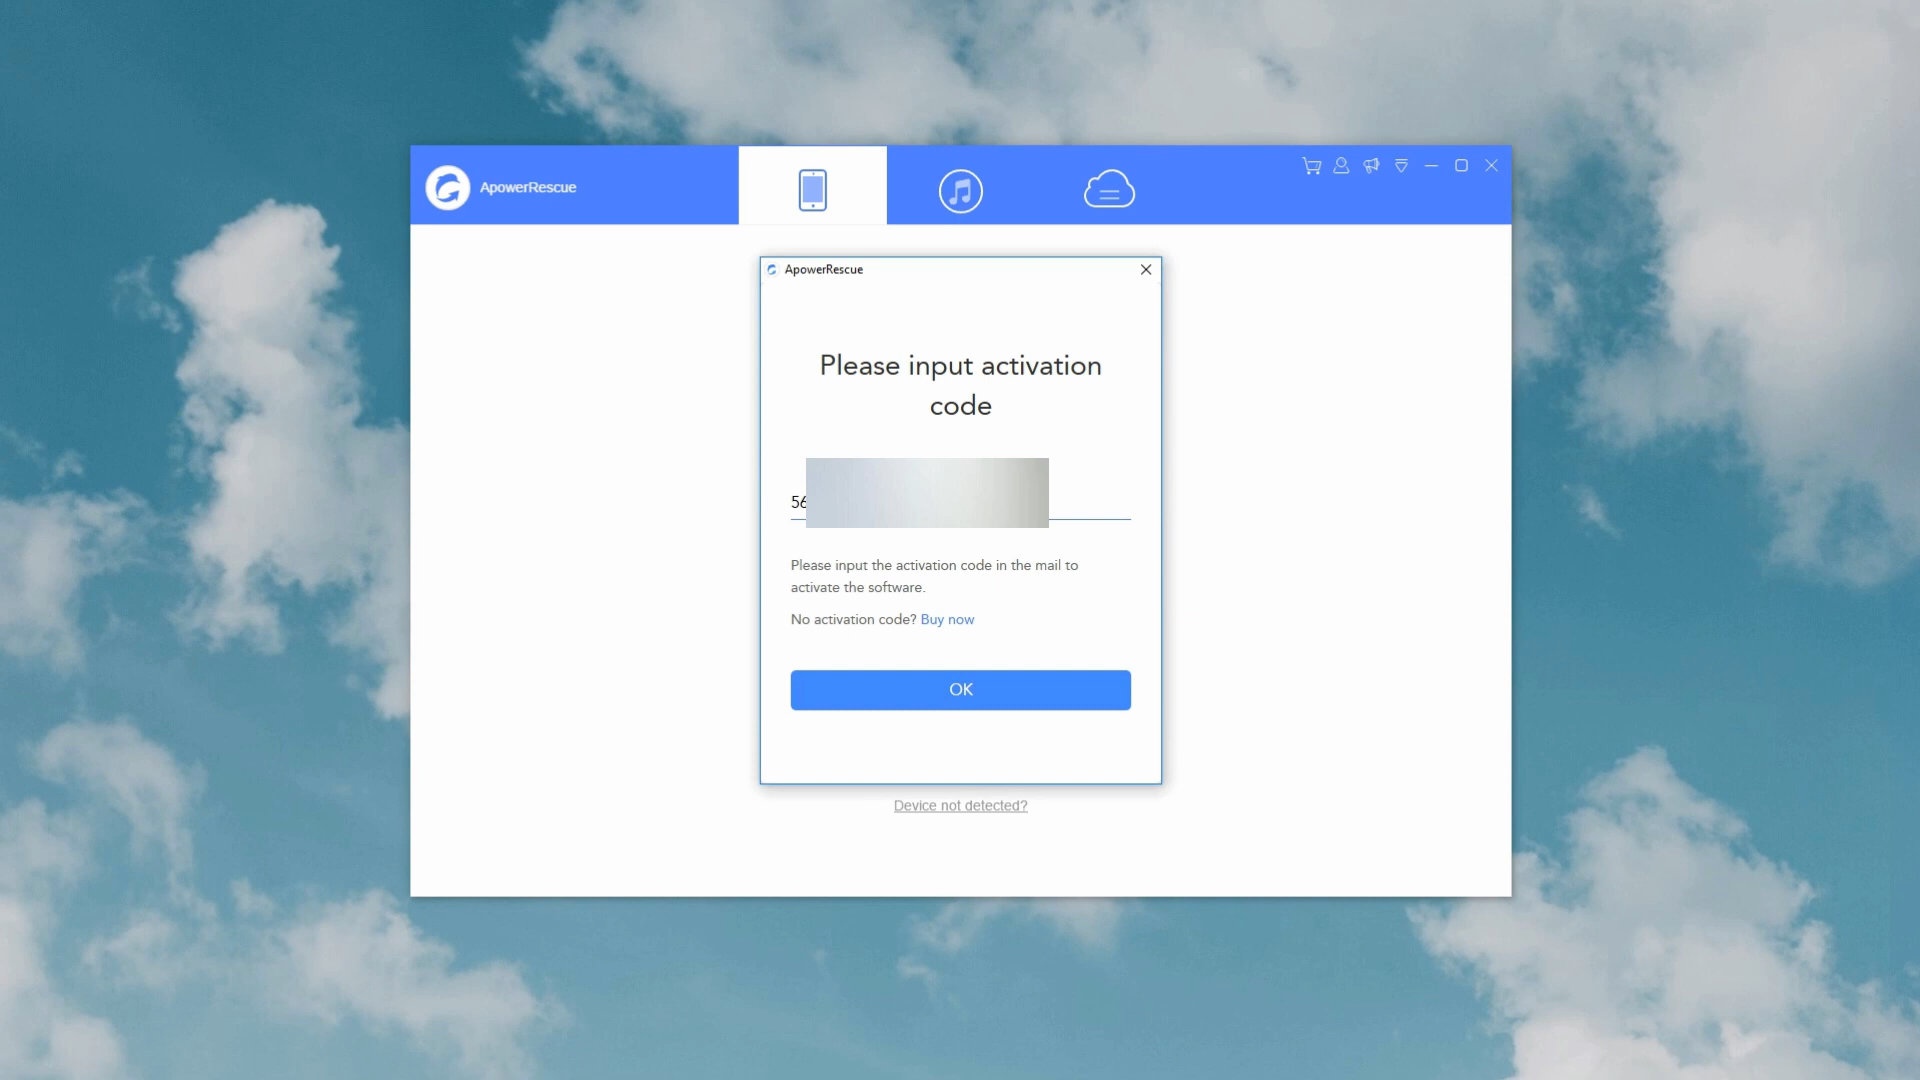 ApowerRescue
ApowerRescue
Please input activation
code
56
Please input the activation code in the mail to
activate the software.
No activation code? Buy now
OK
Device not detected?